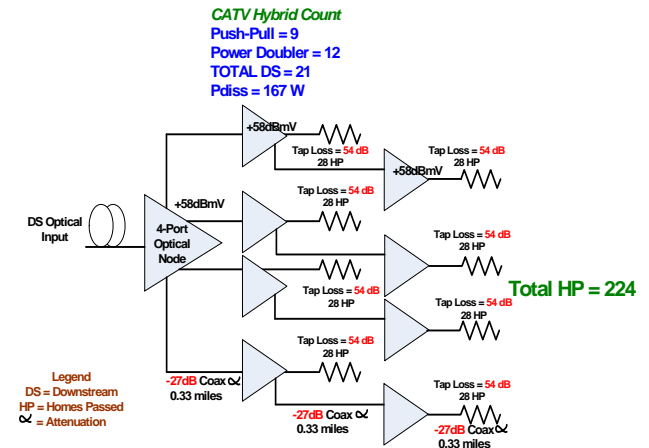 CATV Hybrid Count
Push-Pull = 9
Power Doubler = 12
TOTAL DS = 21
Pdiss = 167 W
+58dBmV
Tap Loss = 54 dB
28 HP
Tap Loss = 54 dB
28 HP
+58dBmV
+58dBmV
Tap Loss = 54 dB
28 HP
DS Optical
Input
4-Port
Optical
Node
Tap Loss = 54 dB
28 HP
Tap Loss = 54 dB
28 HP
Total HP = 224
Tap Loss = 54 dB
28 HP
Tap Loss = 54 dB
28 HP
Legend
DS = Downstream
HP = Homes Passed
α = Attenuation
-27dB Coax α
0.33 miles
Tap Loss = 54 dB
28 HP
-27dB Coax α
0.33 miles
-27dB Coax α
0.33 miles